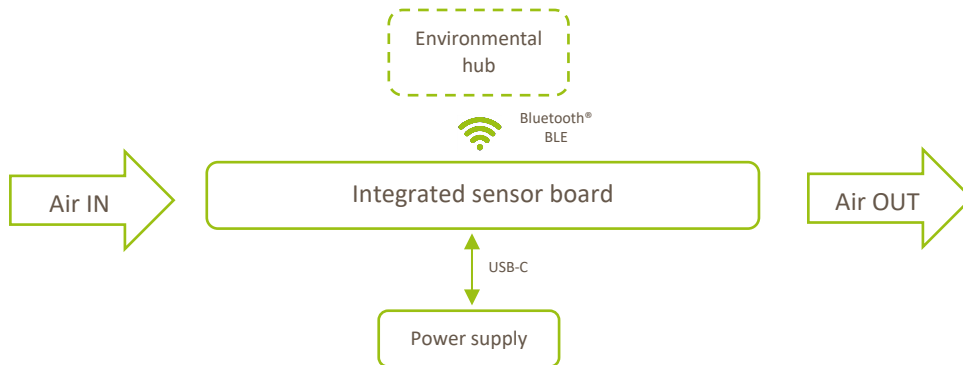 Environmental
hub
Bluetooth®
BLE
Air IN
Integrated sensor board
Air OUT
USB-C
Power supply